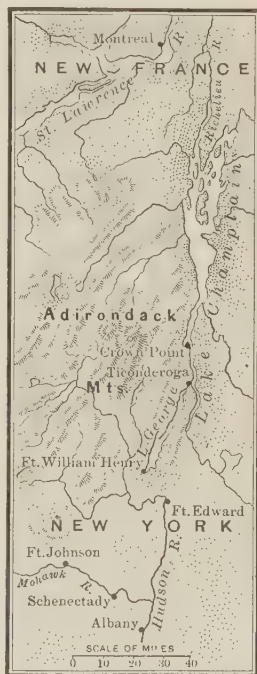 Montreal
R.
R.
NEW FRANCE
St. Lawrence
Richelieu
Lake Champlain
Adirondack
Mts.
Crown Point
Ticonderoga
L. George
Ft. William Henry
Ft. Edward
NEW YORK
Ft. Johnson
Mohawk R.
Schenectady
Hudson R.
Albany
SCALE OF MILES
0 10 20 40